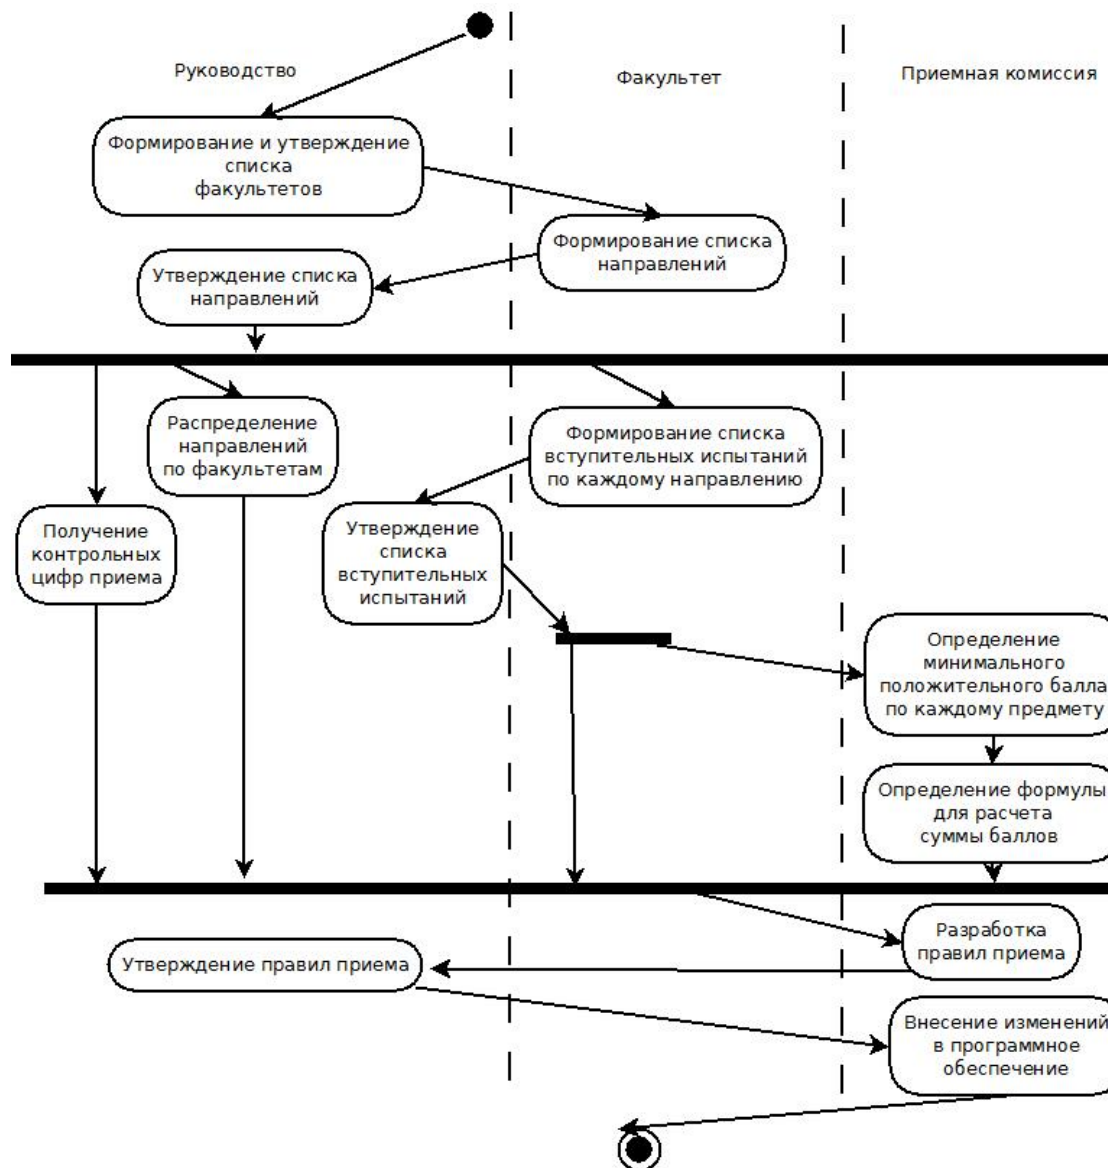 Руководство
Факультет
Приемная комиссия
Формирование и утверждение
списка
факультетов
Формирование списка
направлений
Утверждение списка
направлений
Распределение
направлений
по факультетам
Формирование списка
вступительных испытаний
по каждому направлению
Получение
контрольных
цифр приема
Утверждение
списка
вступительных
испытаний
Определение
минимального
положительного балла
по каждому предмету
Определение формулы
для расчета
суммы баллов
Разработка
правил приема
Утверждение правил приема
Внесение изменений
в программное
обеспечение